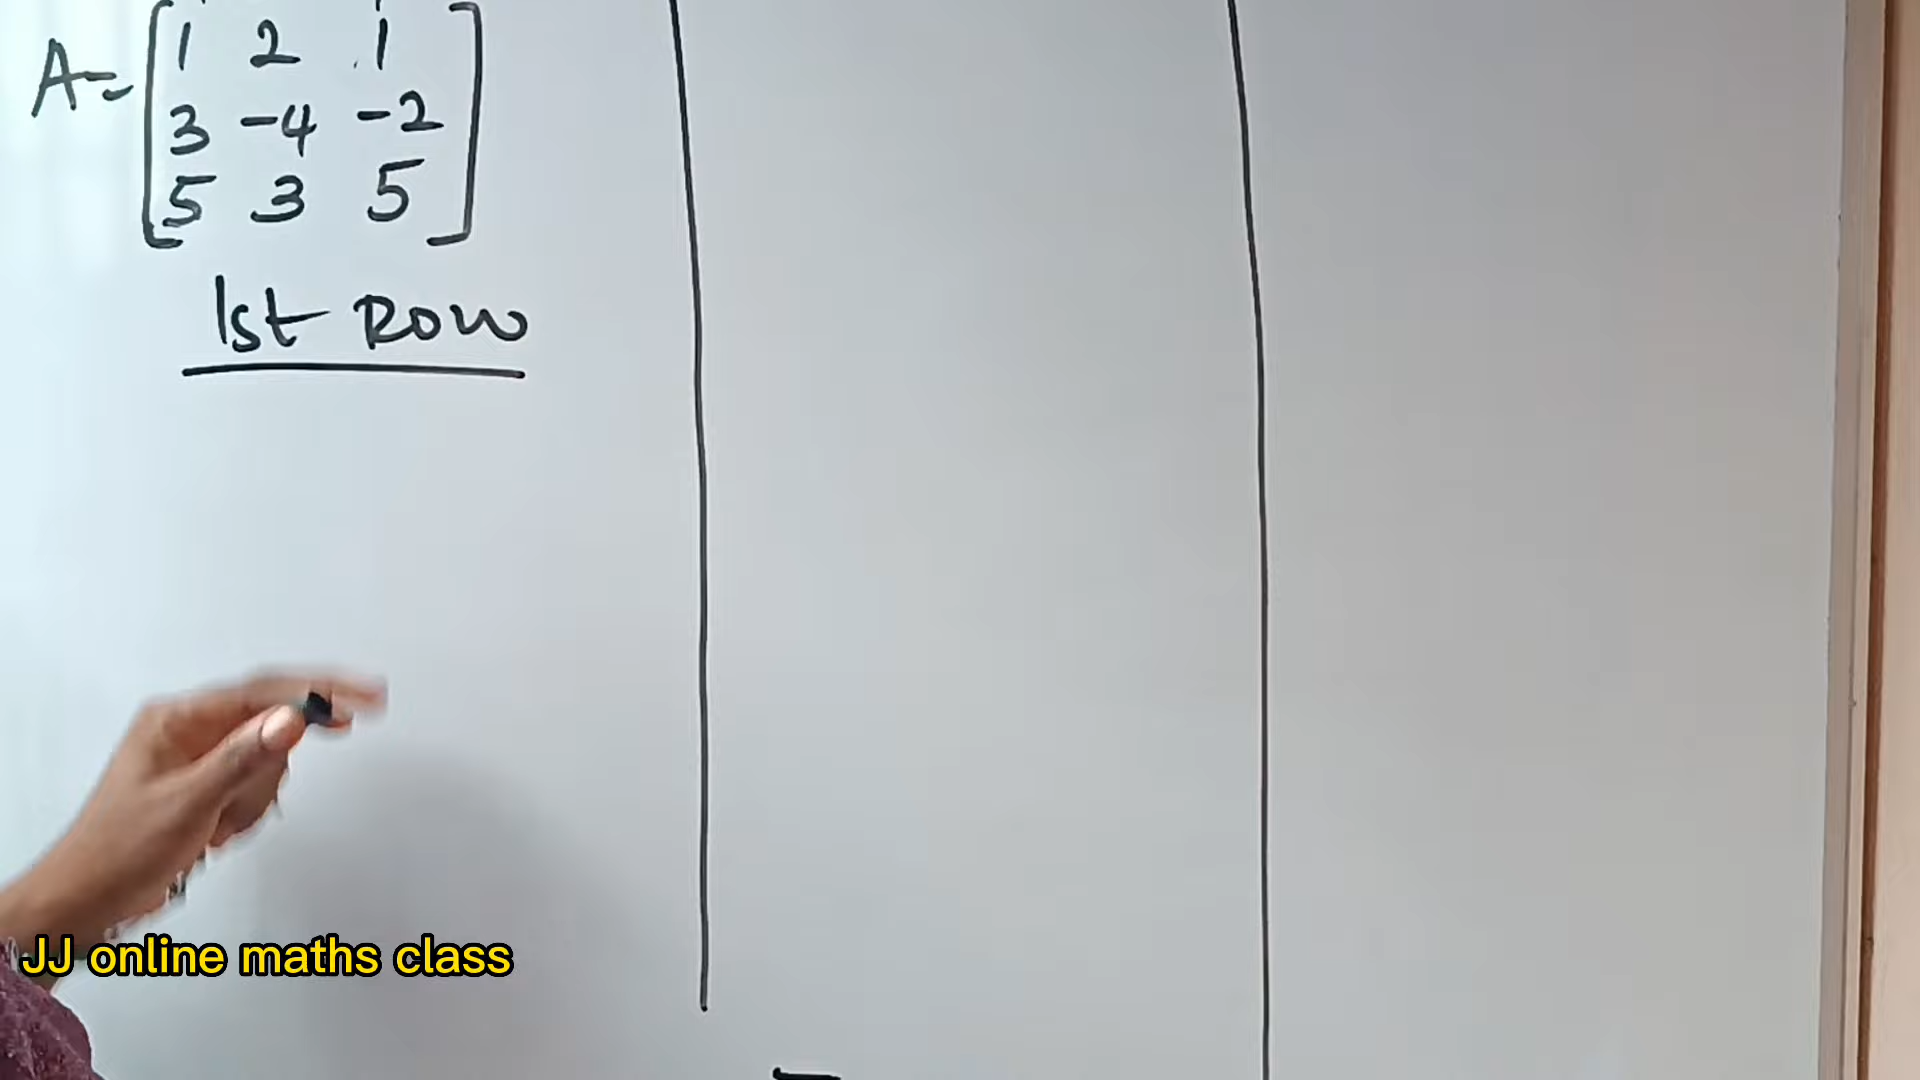 A= [1 2 1
3 -4 -2
5 3 5]
1st Row
JJ online maths class